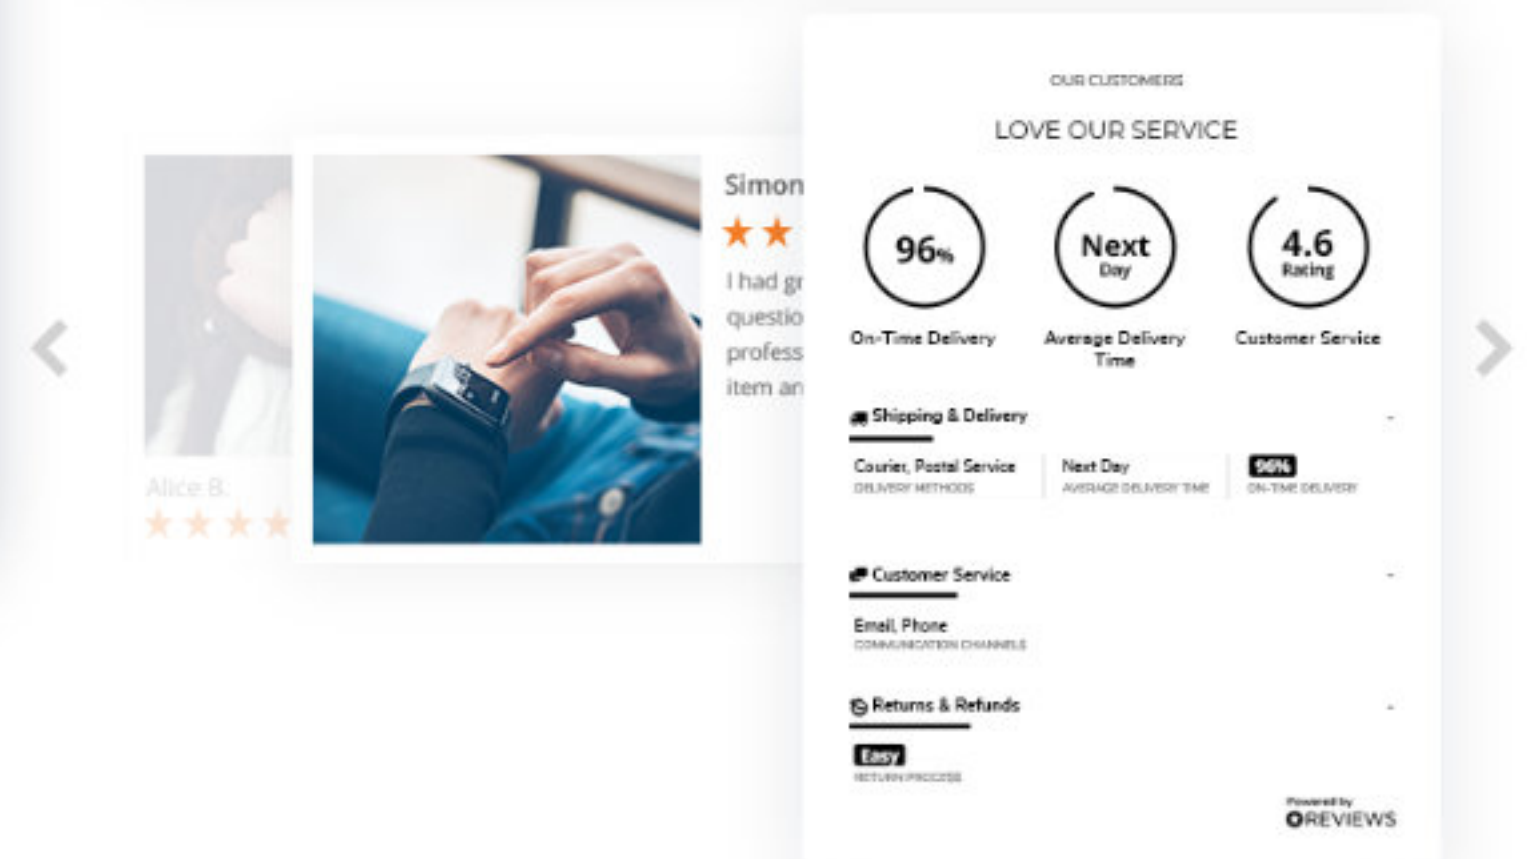 Alice B.
Simon
I had gr
questio
profess
item an
OUR CUSTOMERS
LOVE OUR SERVICE
96%
On-Time Delivery
Next
Day
Average Delivery
Time
4.6
Rating
Customer Service
Shipping & Delivery
-
Courier, Postal Service
DELIVERY METHODS
Next Day
AVERAGE DELIVERY TIME
96%
ON-TIME DELIVERY
Customer Service
-
Email, Phone
COMMUNICATION CHANNELS
Returns & Refunds
-
Easy
RETURN PROCESS
Powered by
REVIEWS